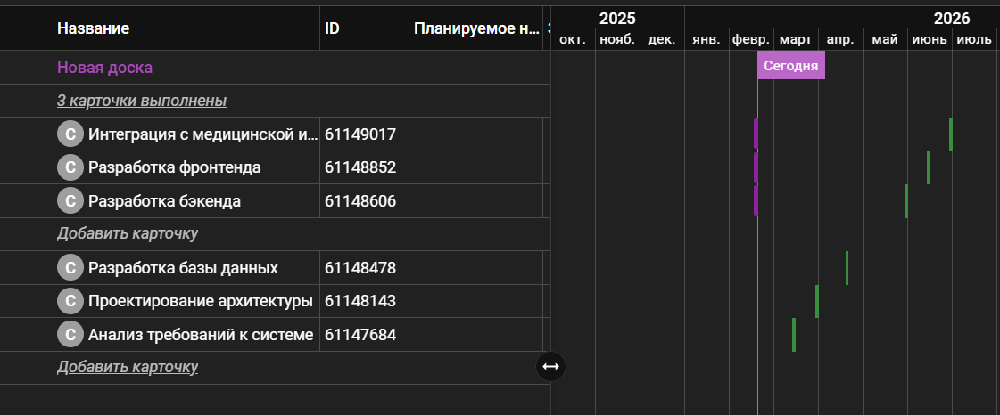 2025 2026
Название ID Планируемое н...
окт. нояб. дек. янв. февр. март апр. май июнь июль
Новая доска Сегодня
3 карточки выполнены
С Интеграция с медицинской и... 61149017
С Разработка фронтенда 61148852
С Разработка бэкенда 61148606
Добавить карточку
С Разработка базы данных 61148478
С Проектирование архитектуры 61148143
С Анализ требований к системе 61147684
Добавить карточку